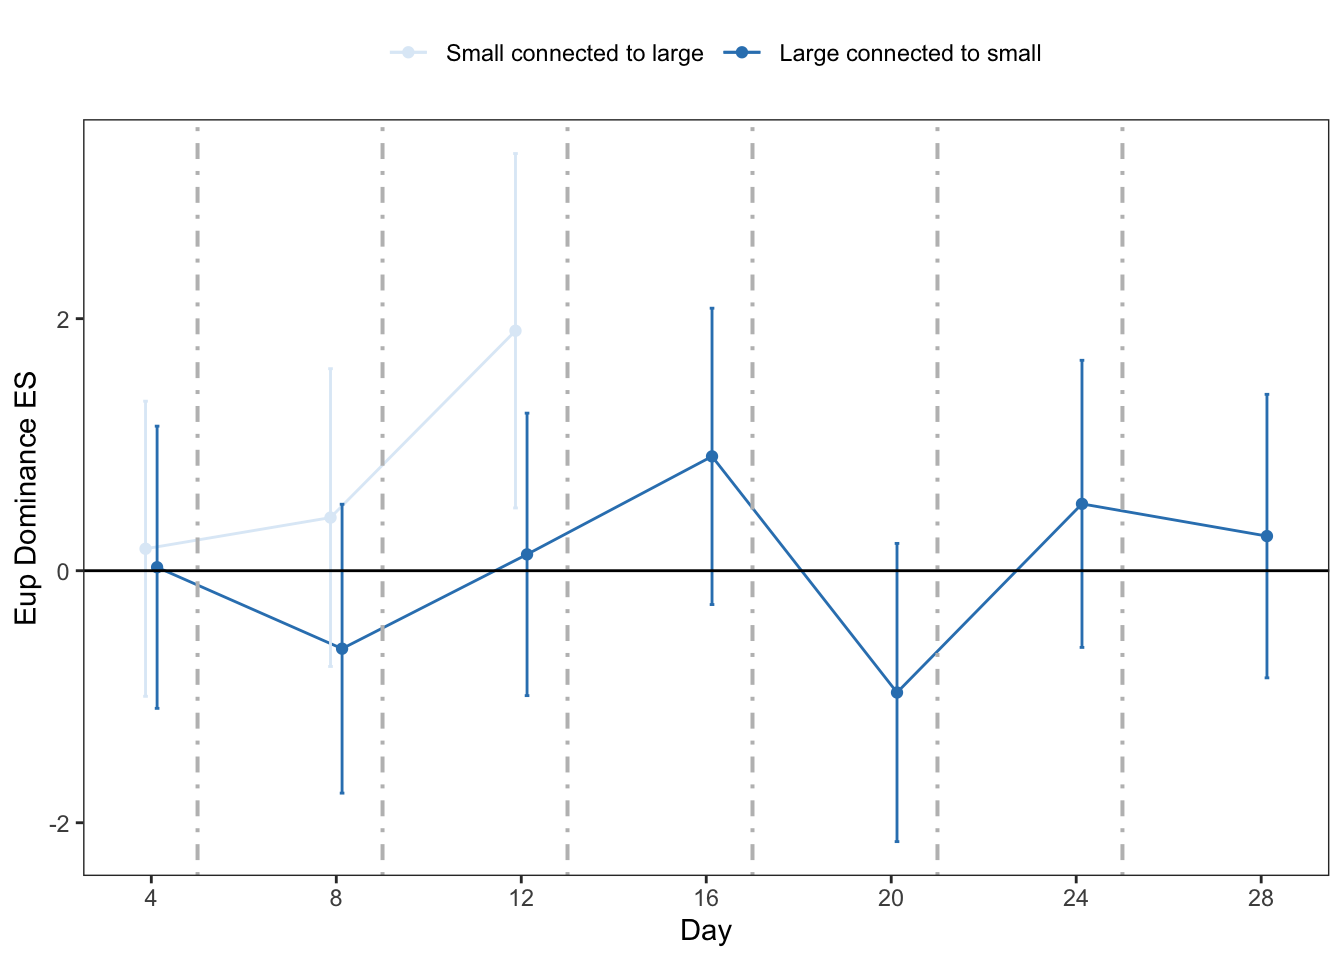 Small connected to large Large connected to small
Eup Dominance ES
2
0
-2
4 8 12 16 20 24 28
Day